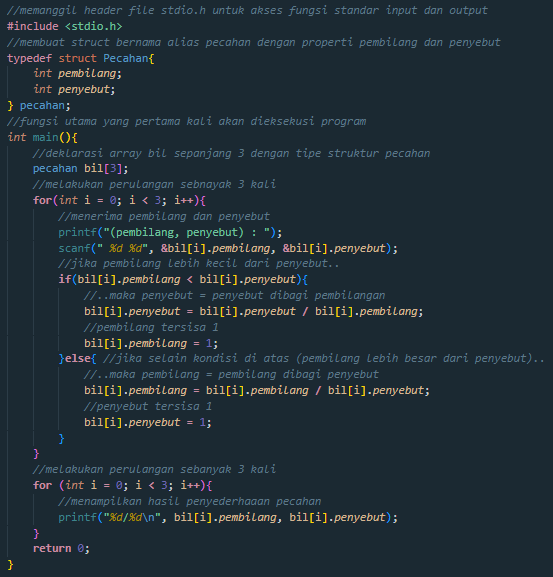 //memanggil header file stdio.h untuk akses fungsi standar input dan output
#include <stdio.h>
//membuat struct bernama alias pecahan dengan properti pembilang dan penyebut
typedef struct Pecahan{
    int pembilang;
    int penyebut;
} pecahan;
//fungsi utama yang pertama kali akan dieksekusi program
int main(){
    //deklarasi array bil sepanjang 3 dengan tipe struktur pecahan
    pecahan bil[3];
    //melakukan perulangan sebnayak 3 kali
    for(int i = 0; i < 3; i++){
        //menerima pembilang dan penyebut
        printf("(pembilang, penyebut) : ");
        scanf(" %d %d", &bil[i].pembilang, &bil[i].penyebut);
        //jika pembilang lebih kecil dari penyebut..
        if(bil[i].pembilang < bil[i].penyebut){
            //..maka penyebut = penyebut dibagi pembilangan
            bil[i].penyebut = bil[i].penyebut / bil[i].pembilang;
            //pembilang tersisa 1
            bil[i].pembilang = 1;
        }else{ //jika selain kondisi di atas (pembilang lebih besar dari penyebut)..
            //..maka pembilang = pembilang dibagi penyebut
            bil[i].pembilang = bil[i].pembilang / bil[i].penyebut;
            //penyebut tersisa 1
            bil[i].penyebut = 1;
        }
    }
    //melakukan perulangan sebanyak 3 kali
    for (int i = 0; i < 3; i++){
        //menampilkan hasil penyederhaaan pecahan
        printf("%d/%d\n", bil[i].pembilang, bil[i].penyebut);
    }
    return 0;
}